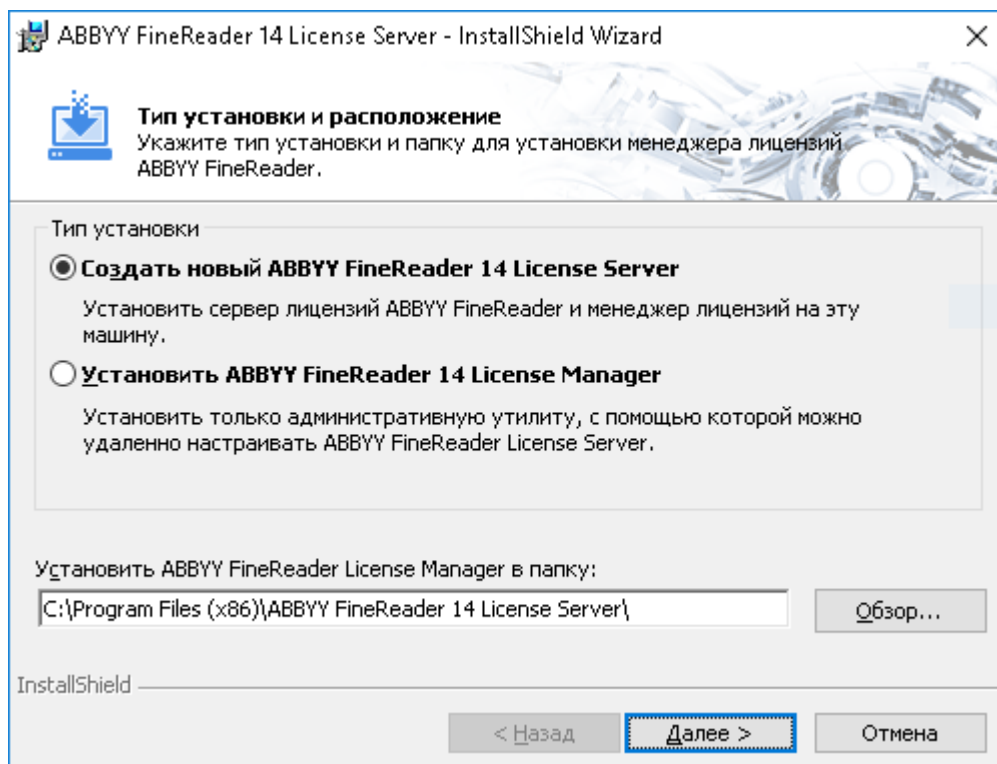 ABBYY FineReader 14 License Server - InstallShield Wizard
Тип установки и расположение
Укажите тип установки и папку для установки менеджера лицензий
ABBYY FineReader.
Тип установки
Создать новый ABBYY FineReader 14 License Server
Установить сервер лицензий ABBYY FineReader и менеджер лицензий на эту
машину.
Установить ABBYY FineReader 14 License Manager
Установить только административную утилиту, с помощью которой можно
удаленно настраивать ABBYY FineReader License Server.
Установить ABBYY FineReader License Manager в папку:
C:\Program Files (x86)\ABBYY FineReader 14 License Server\
Обзор...
InstallShield
< Назад
Далее >
Отмена